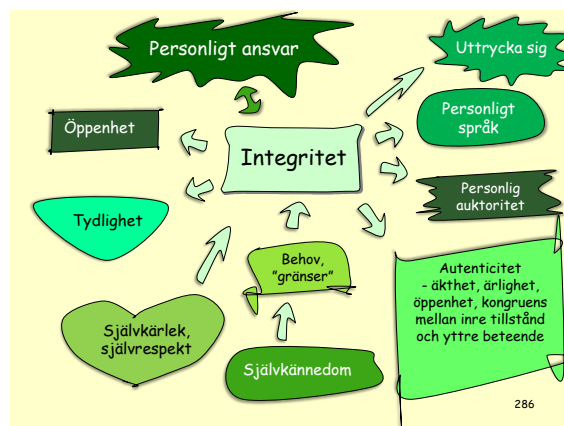 Personligt ansvar
Uttrycka sig
Öppenhet
Personligt
språk
Integritet
Personlig
auktoritet
Tydlighet
Behov,
”gränser”
Autenticitet
- äkthet, ärlighet,
öppenhet, kongruens
mellan inre tillstånd
och yttre beteende
Självkärlek,
självrespekt
Självkännedom
286